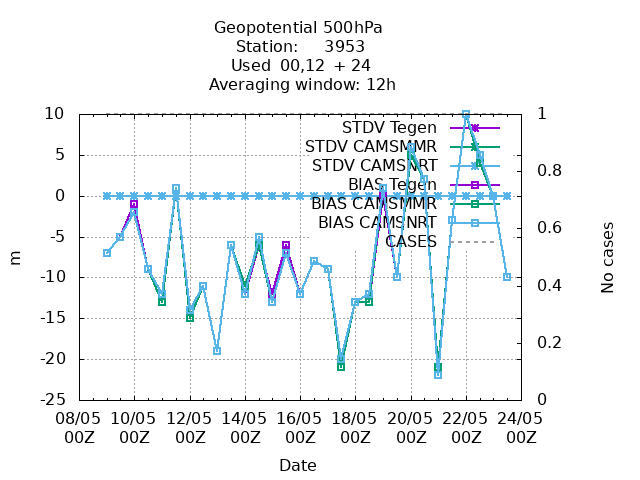 Geopotential 500hPa
Station: 3953
Used 00,12 + 24
Averaging window: 12h
10
5
0
-5
-10
-15
-20
-25
m
STDV Tegen
STDV CAMSMMR
STDV CAMSNRT
BIAS Tegen
BIAS CAMSMMR
BIAS CAMSNRT
CASES
1
0.8
0.6
0.4
0.2
0
No cases
08/05 10/05 12/05 14/05 16/05 18/05 20/05 22/05 24/05
00Z 00Z 00Z 00Z 00Z 00Z 00Z 00Z 00Z
Date